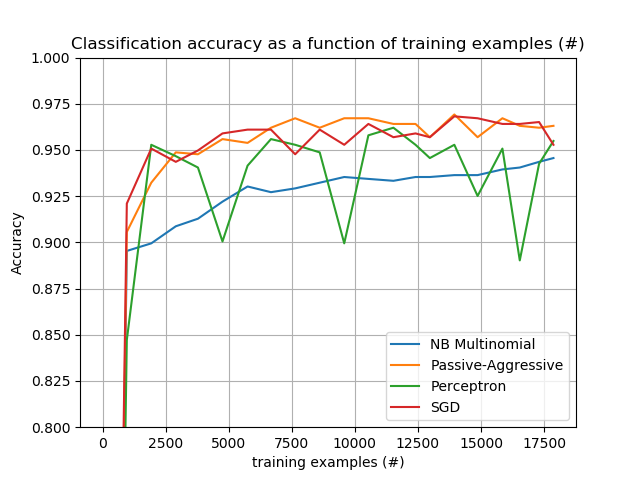 Classification accuracy as a function of training examples (#)
1.000
0.975
0.950
0.925
0.900
0.875
0.850
0.825
0.800
Accuracy
NB Multinomial
Passive-Aggressive
Perceptron
SGD
0 2500 5000 7500 10000 12500 15000 17500
training examples (#)